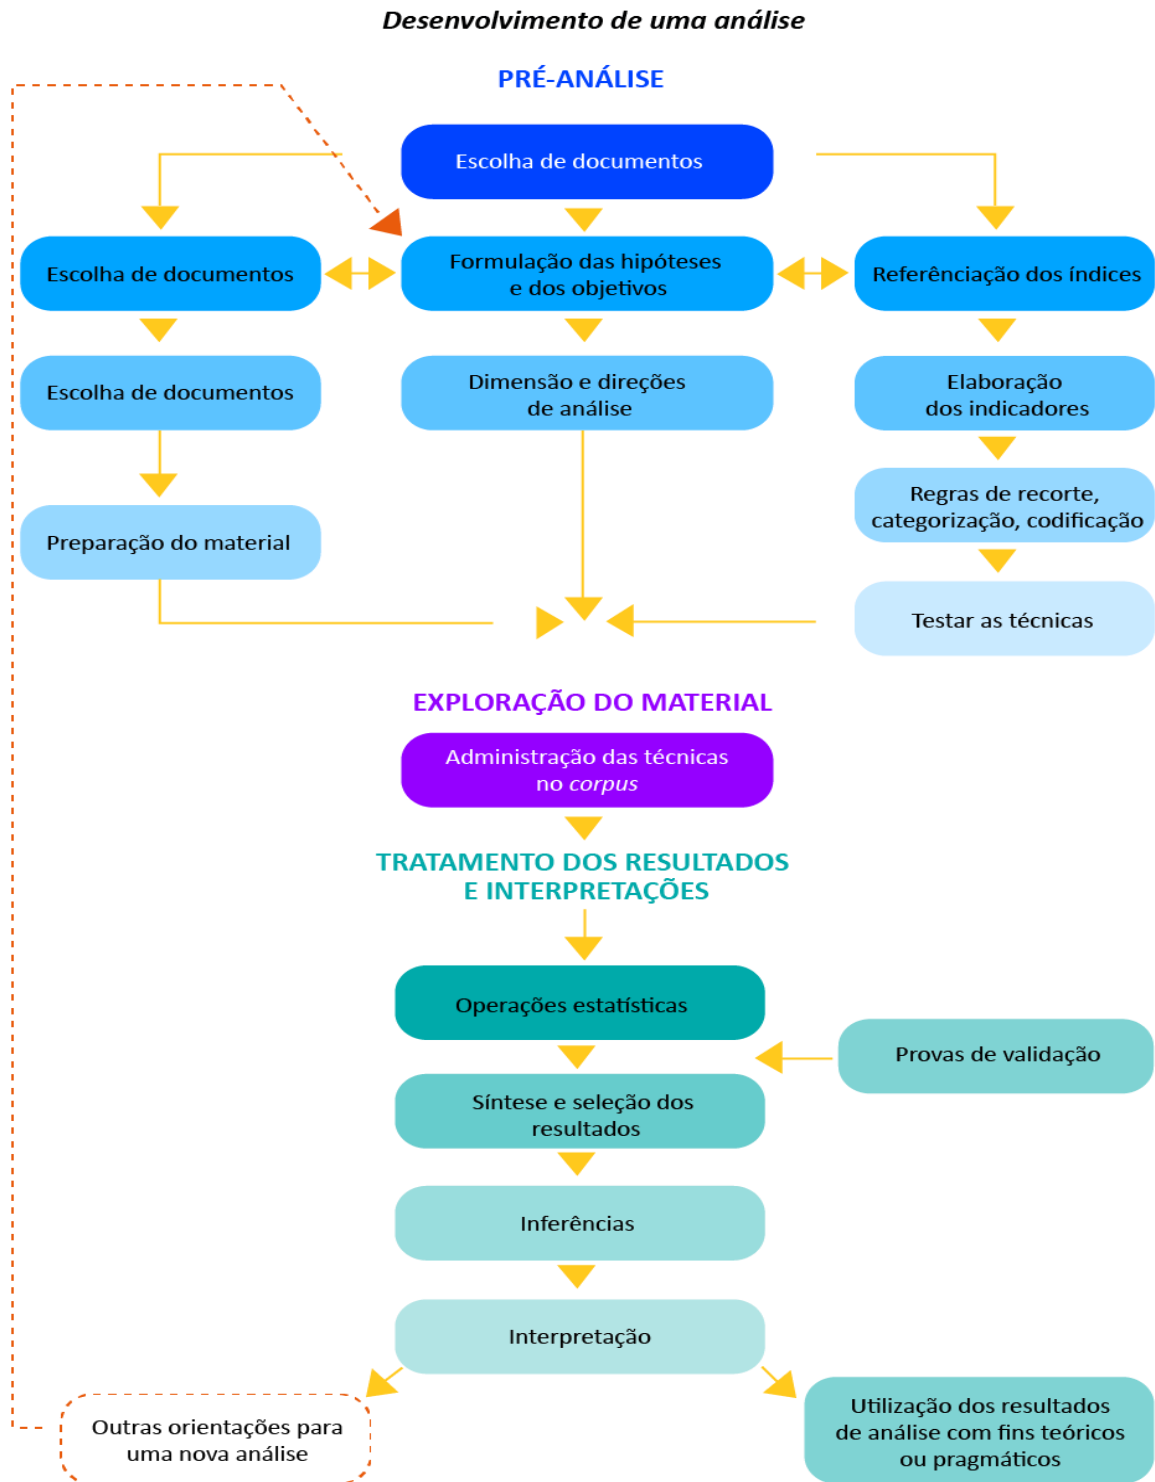 Desenvolvimento de uma análise
PRÉ-ANÁLISE
Escolha de documentos
Escolha de documentos
Formulação das hipóteses
e dos objetivos
Referênciação dos índices
Escolha de documentos
Dimensão e direções
de análise
Elaboração
dos indicadores
Regras de recorte,
categorização, codificação
Preparação do material
Testar as técnicas
EXPLORAÇÃO DO MATERIAL
Administração das técnicas
no corpus
TRATAMENTO DOS RESULTADOS
E INTERPRETAÇÕES
Operações estatísticas
Provas de validação
Síntese e seleção dos
resultados
Inferências
Interpretação
Outras orientações para
uma nova análise
Utilização dos resultados
de análise com fins teóricos
ou pragmáticos